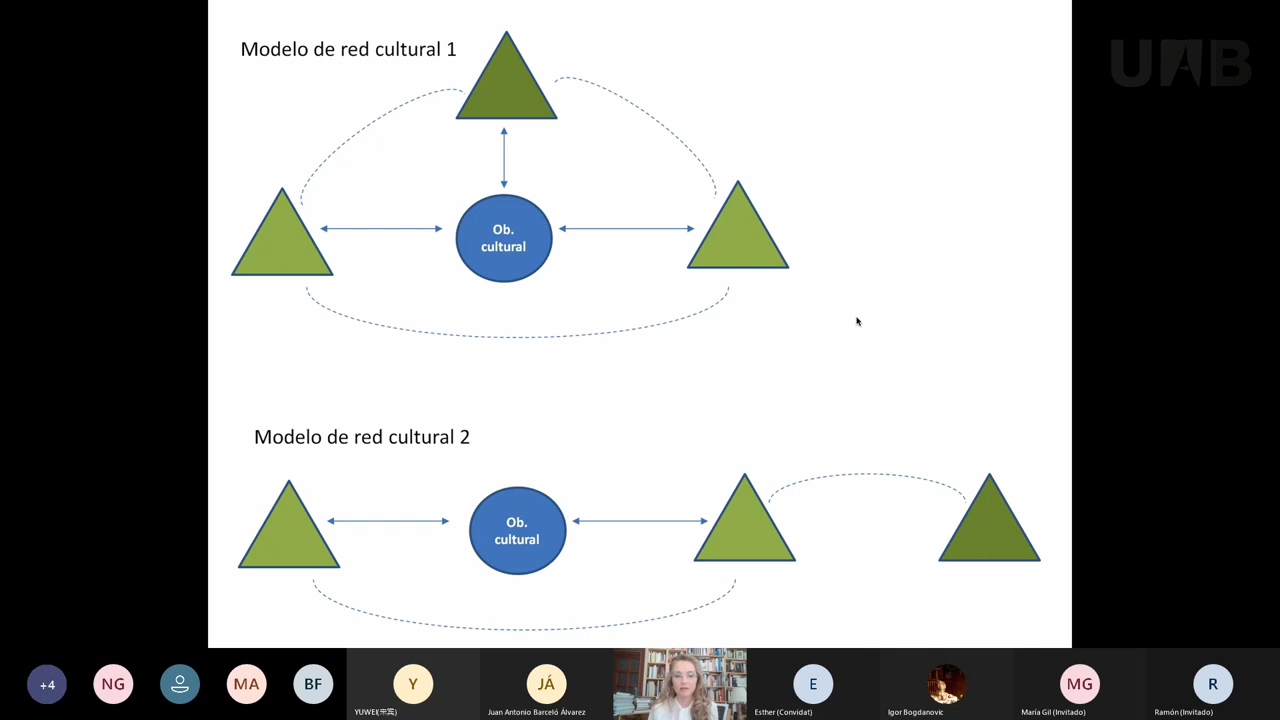 Modelo de red cultural 1
UAB
Ob.
cultural
Modelo de red cultural 2
Ob.
cultural
+4
NG
MA
BF
Y
JÁ
E
MG
R
Juan Antonio Barceló Álvarez
Esther (Convidat)
Igor Bogdanovic
María Gil (Invitado)
Ramón (Invitado)